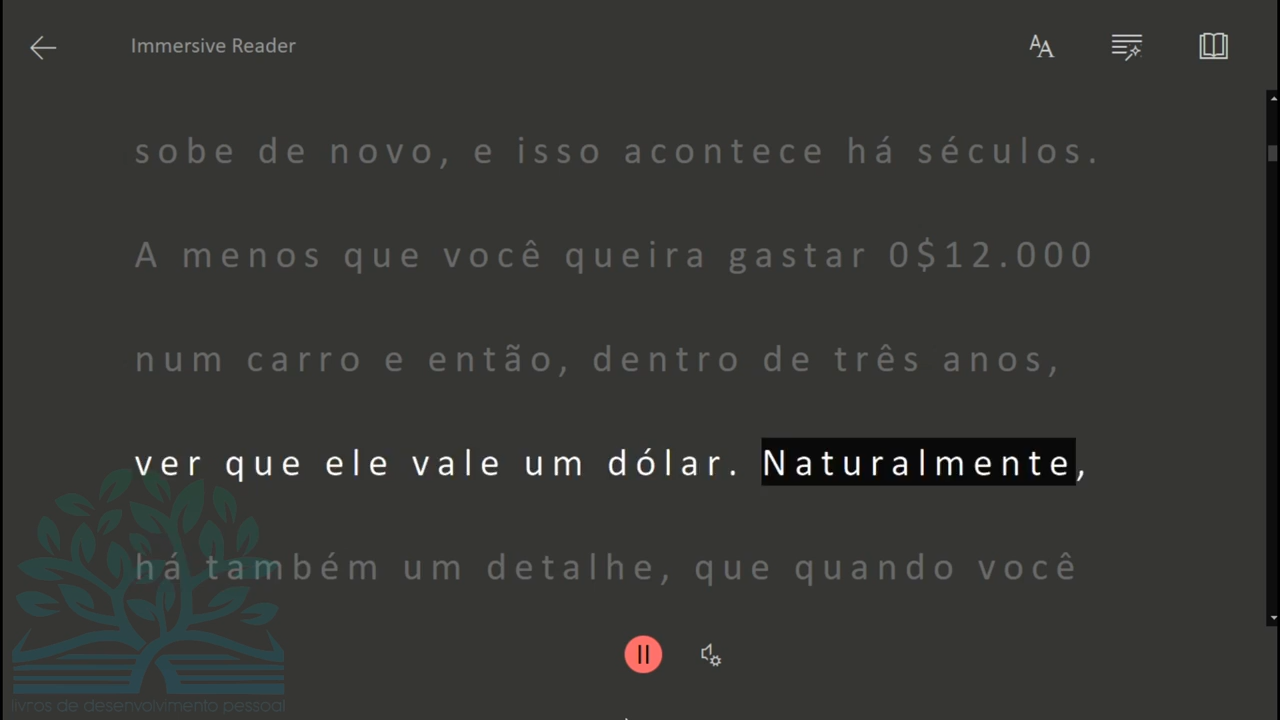 Immersive Reader
sobe de novo, e isso acontece há séculos.
A menos que você queira gastar 0$12.000
num carro e então, dentro de três anos,
ver que ele vale um dólar. Naturalmente,
há também um detalhe, que quando você
livros de desenvolvimento pessoal